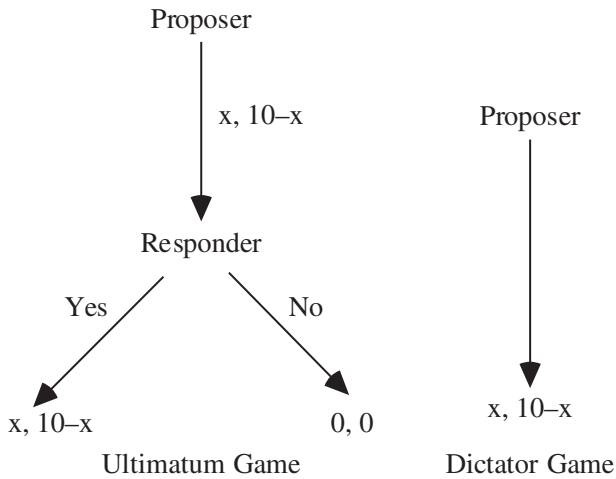 Proposer
x, 10–x
Responder
Yes
No
x, 10–x
0, 0
Ultimatum Game
Proposer
x, 10–x
Dictator Game